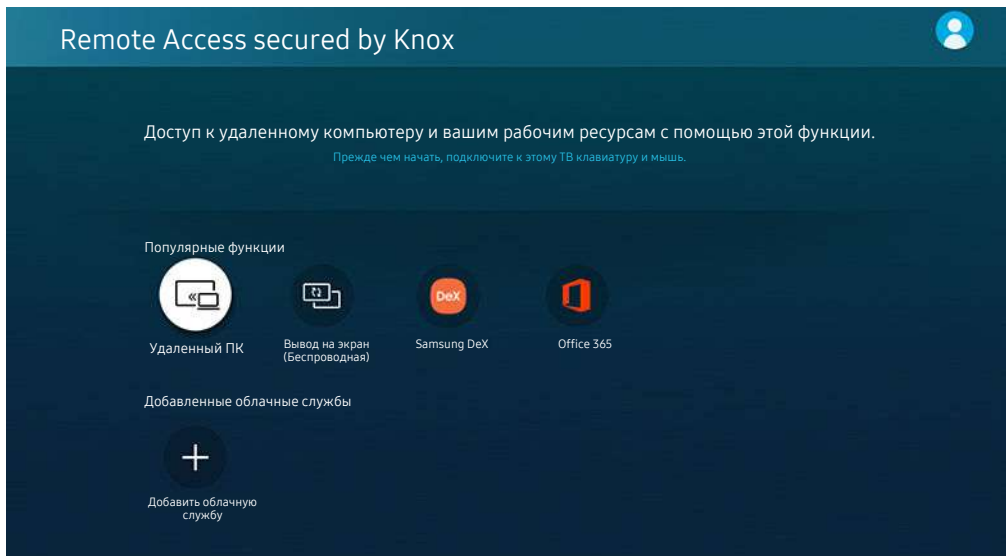 Remote Access secured by Knox
Доступ к удаленному компьютеру и вашим рабочим ресурсам с помощью этой функции.
Прежде чем начать, подключите к этому ТВ клавиатуру и мышь.
Популярные функции
DeX
Удаленный ПК
Вывод на экран
(Беспроводная)
Samsung DeX
Office 365
Добавленные облачные службы
Добавить облачную
службу